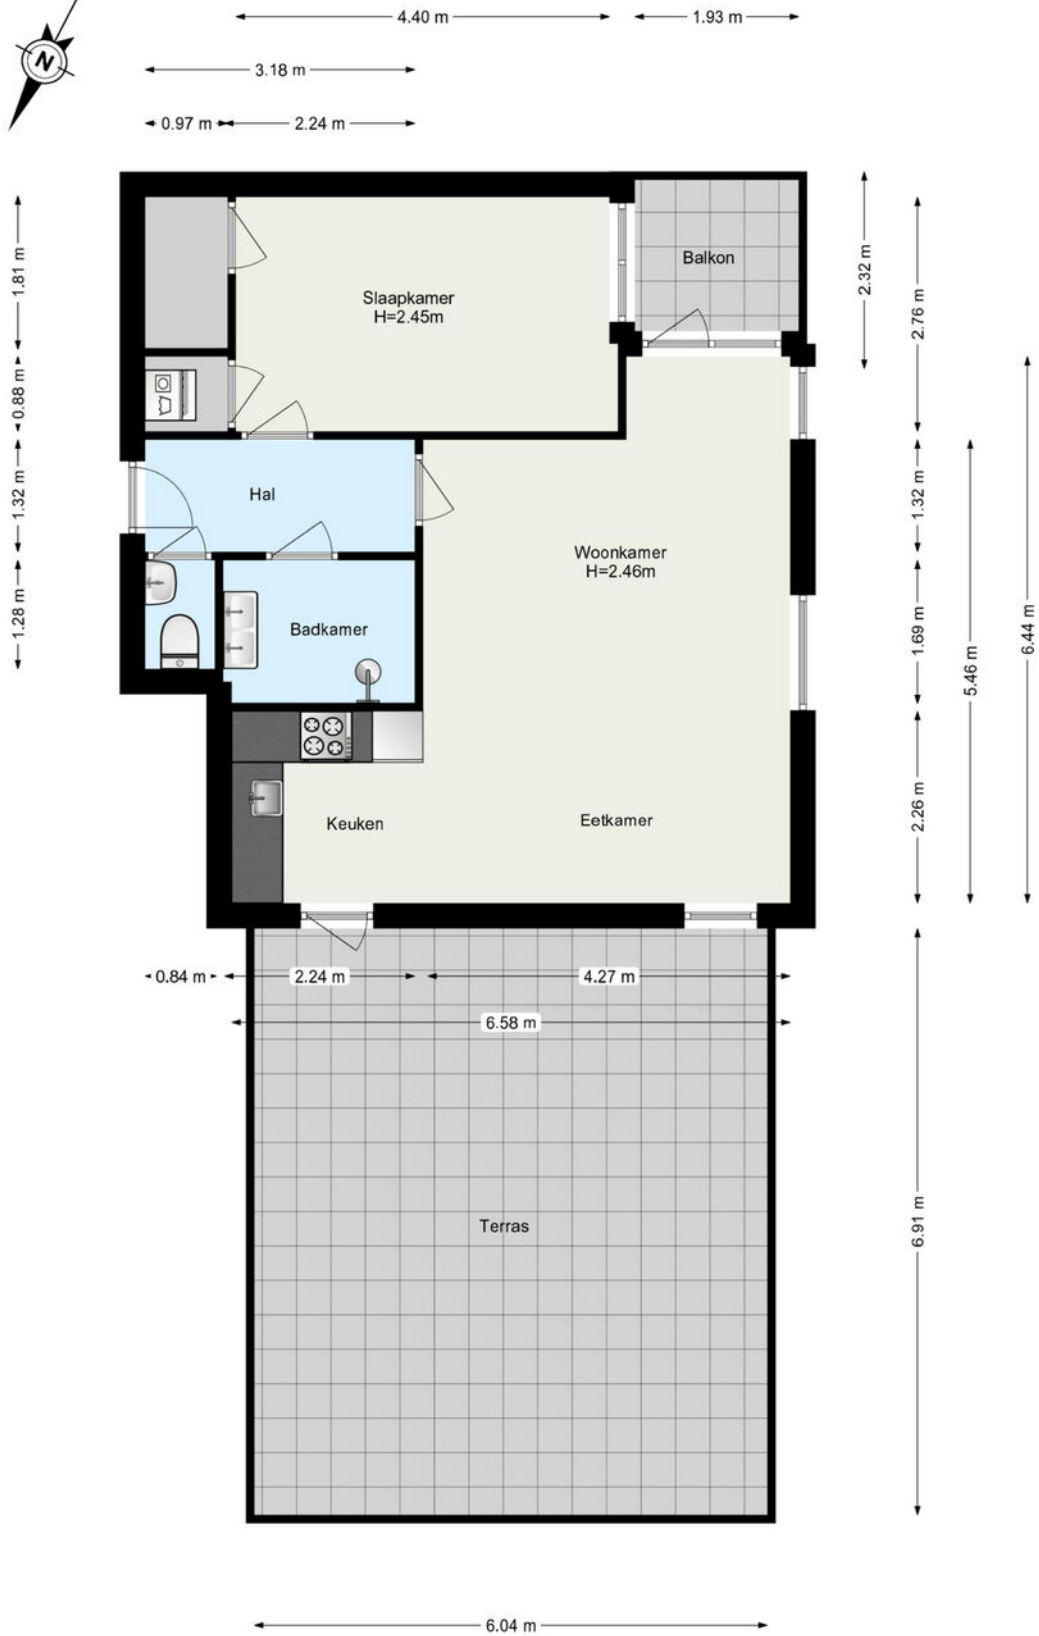 4.40 m
1.93 m
N
3.18 m
0.97 m
2.24 m
1.81 m
0.88 m
1.32 m
1.28 m
Balkon
Slaapkamer
H=2.45m
2.32 m
2.76 m
Hal
1.32 m
Woonkamer
H=2.46m
Badkamer
1.69 m
6.44 m
5.46 m
2.26 m
Keuken
Eetkamer
0.84 m
2.24 m
4.27 m
6.58 m
6.91 m
Terras
6.04 m